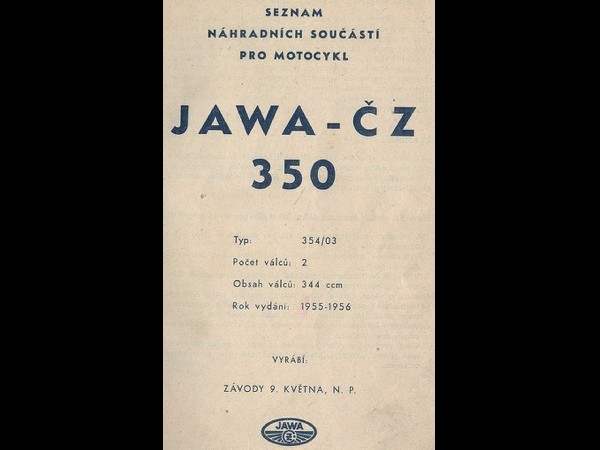 SEZNAM
NÁHRADNÍCH SOUČÁSTÍ
PRO MOTOCYKL
JAWA-ČZ
350
Typ: 354/03
Počet válců: 2
Obsah válců: 344 ccm
Rok vydání: 1955-1956
VYRÁBÍ:
ZÁVODY 9. KVĚTNA, N. P.
JAWA